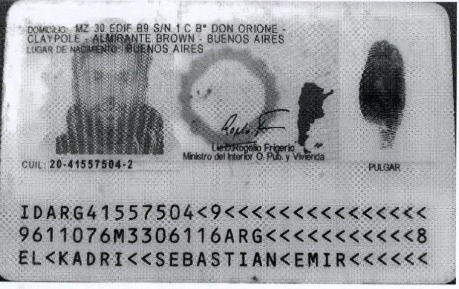 DOMICILIO: MZ 30 EDIF B9 S/N 1 C B° DON ORIONE -
CLAYPOLE - ALMIRANTE BROWN - BUENOS AIRES
LUGAR DE NACIMIENTO: BUENOS AIRES
Rogelio Frigerio
Ministro del Interior O. Pub. y Vivienda
CUIL: 20-41557504-2
PULGAR
IDARG41557504<9<<<<<<<<<<<<<<<
9611076M3306116ARG<<<<<<<<<<<8
EL<KADRI<<SEBASTIAN<EMIR<<<<<<